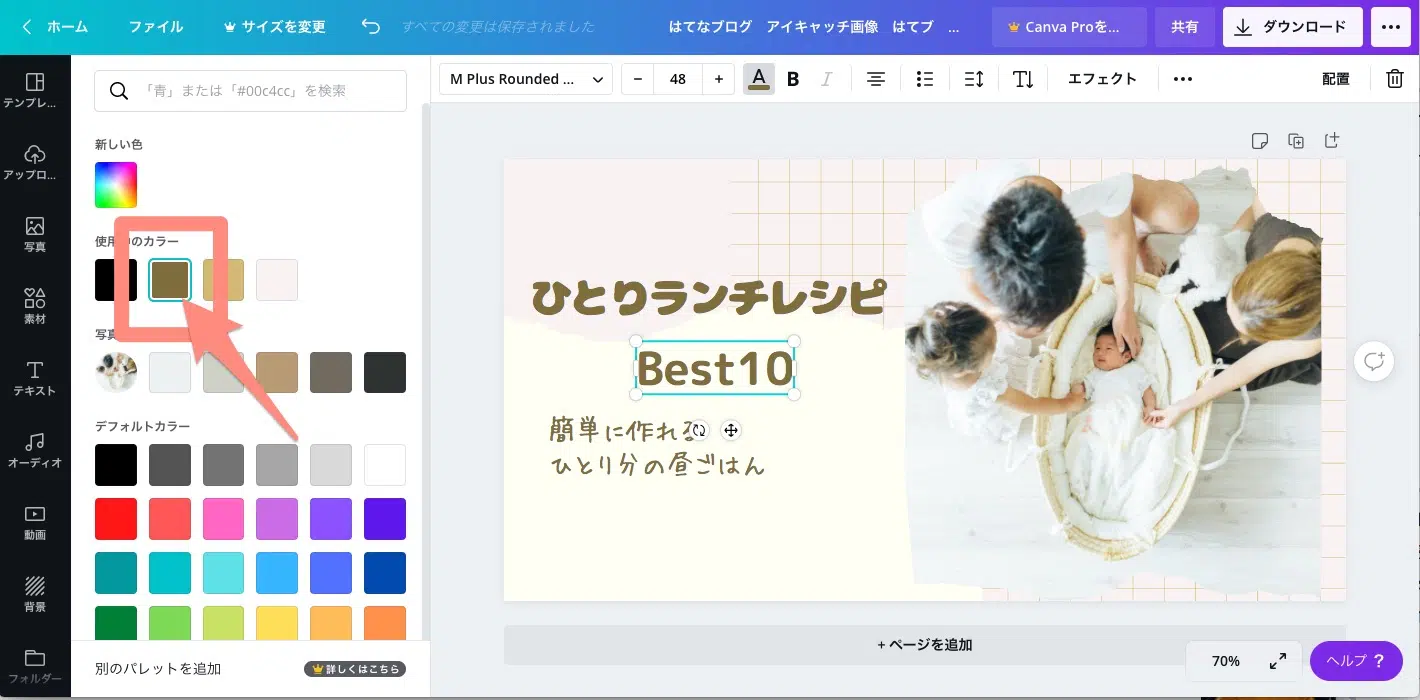 ホーム
ファイル
サイズを変更
すべての変更は保存されました
はてなブログ アイキャッチ画像 はてブ ...
Canva Proを...
共有
ダウンロード
テンプレ...
アップロ...
写真
素材
テキスト
オーディオ
動画
背景
フォルダー
「青」または「#00c4cc」を検索
新しい色
使用中のカラー
写真
デフォルトカラー
別のパレットを追加
詳しくはこちら
M Plus Rounded ...
− 48 +
A B I
エフェクト
配置
ひとりランチレシピ
Best10
簡単に作れる
ひとり分の昼ごはん
+ ページを追加
70%
ヘルプ ?